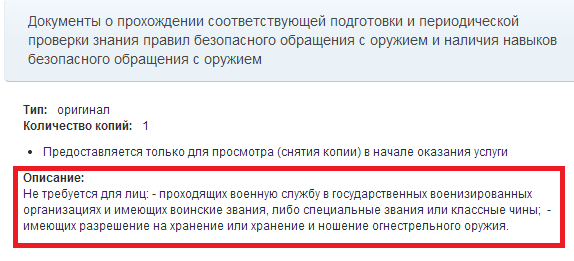 Документы о прохождении соответствующей подготовки и периодической
проверки знания правил безопасного обращения с оружием и наличия навыков
безопасного обращения с оружием
Тип: оригинал
Количество копий: 1
• Предоставляется только для просмотра (снятия копии) в начале оказания услуги
Описание:
Не требуется для лиц: - проходящих военную службу в государственных военизированных
организациях и имеющих воинские звания, либо специальные звания или классные чины; -
имеющих разрешение на хранение или хранение и ношение огнестрельного оружия.